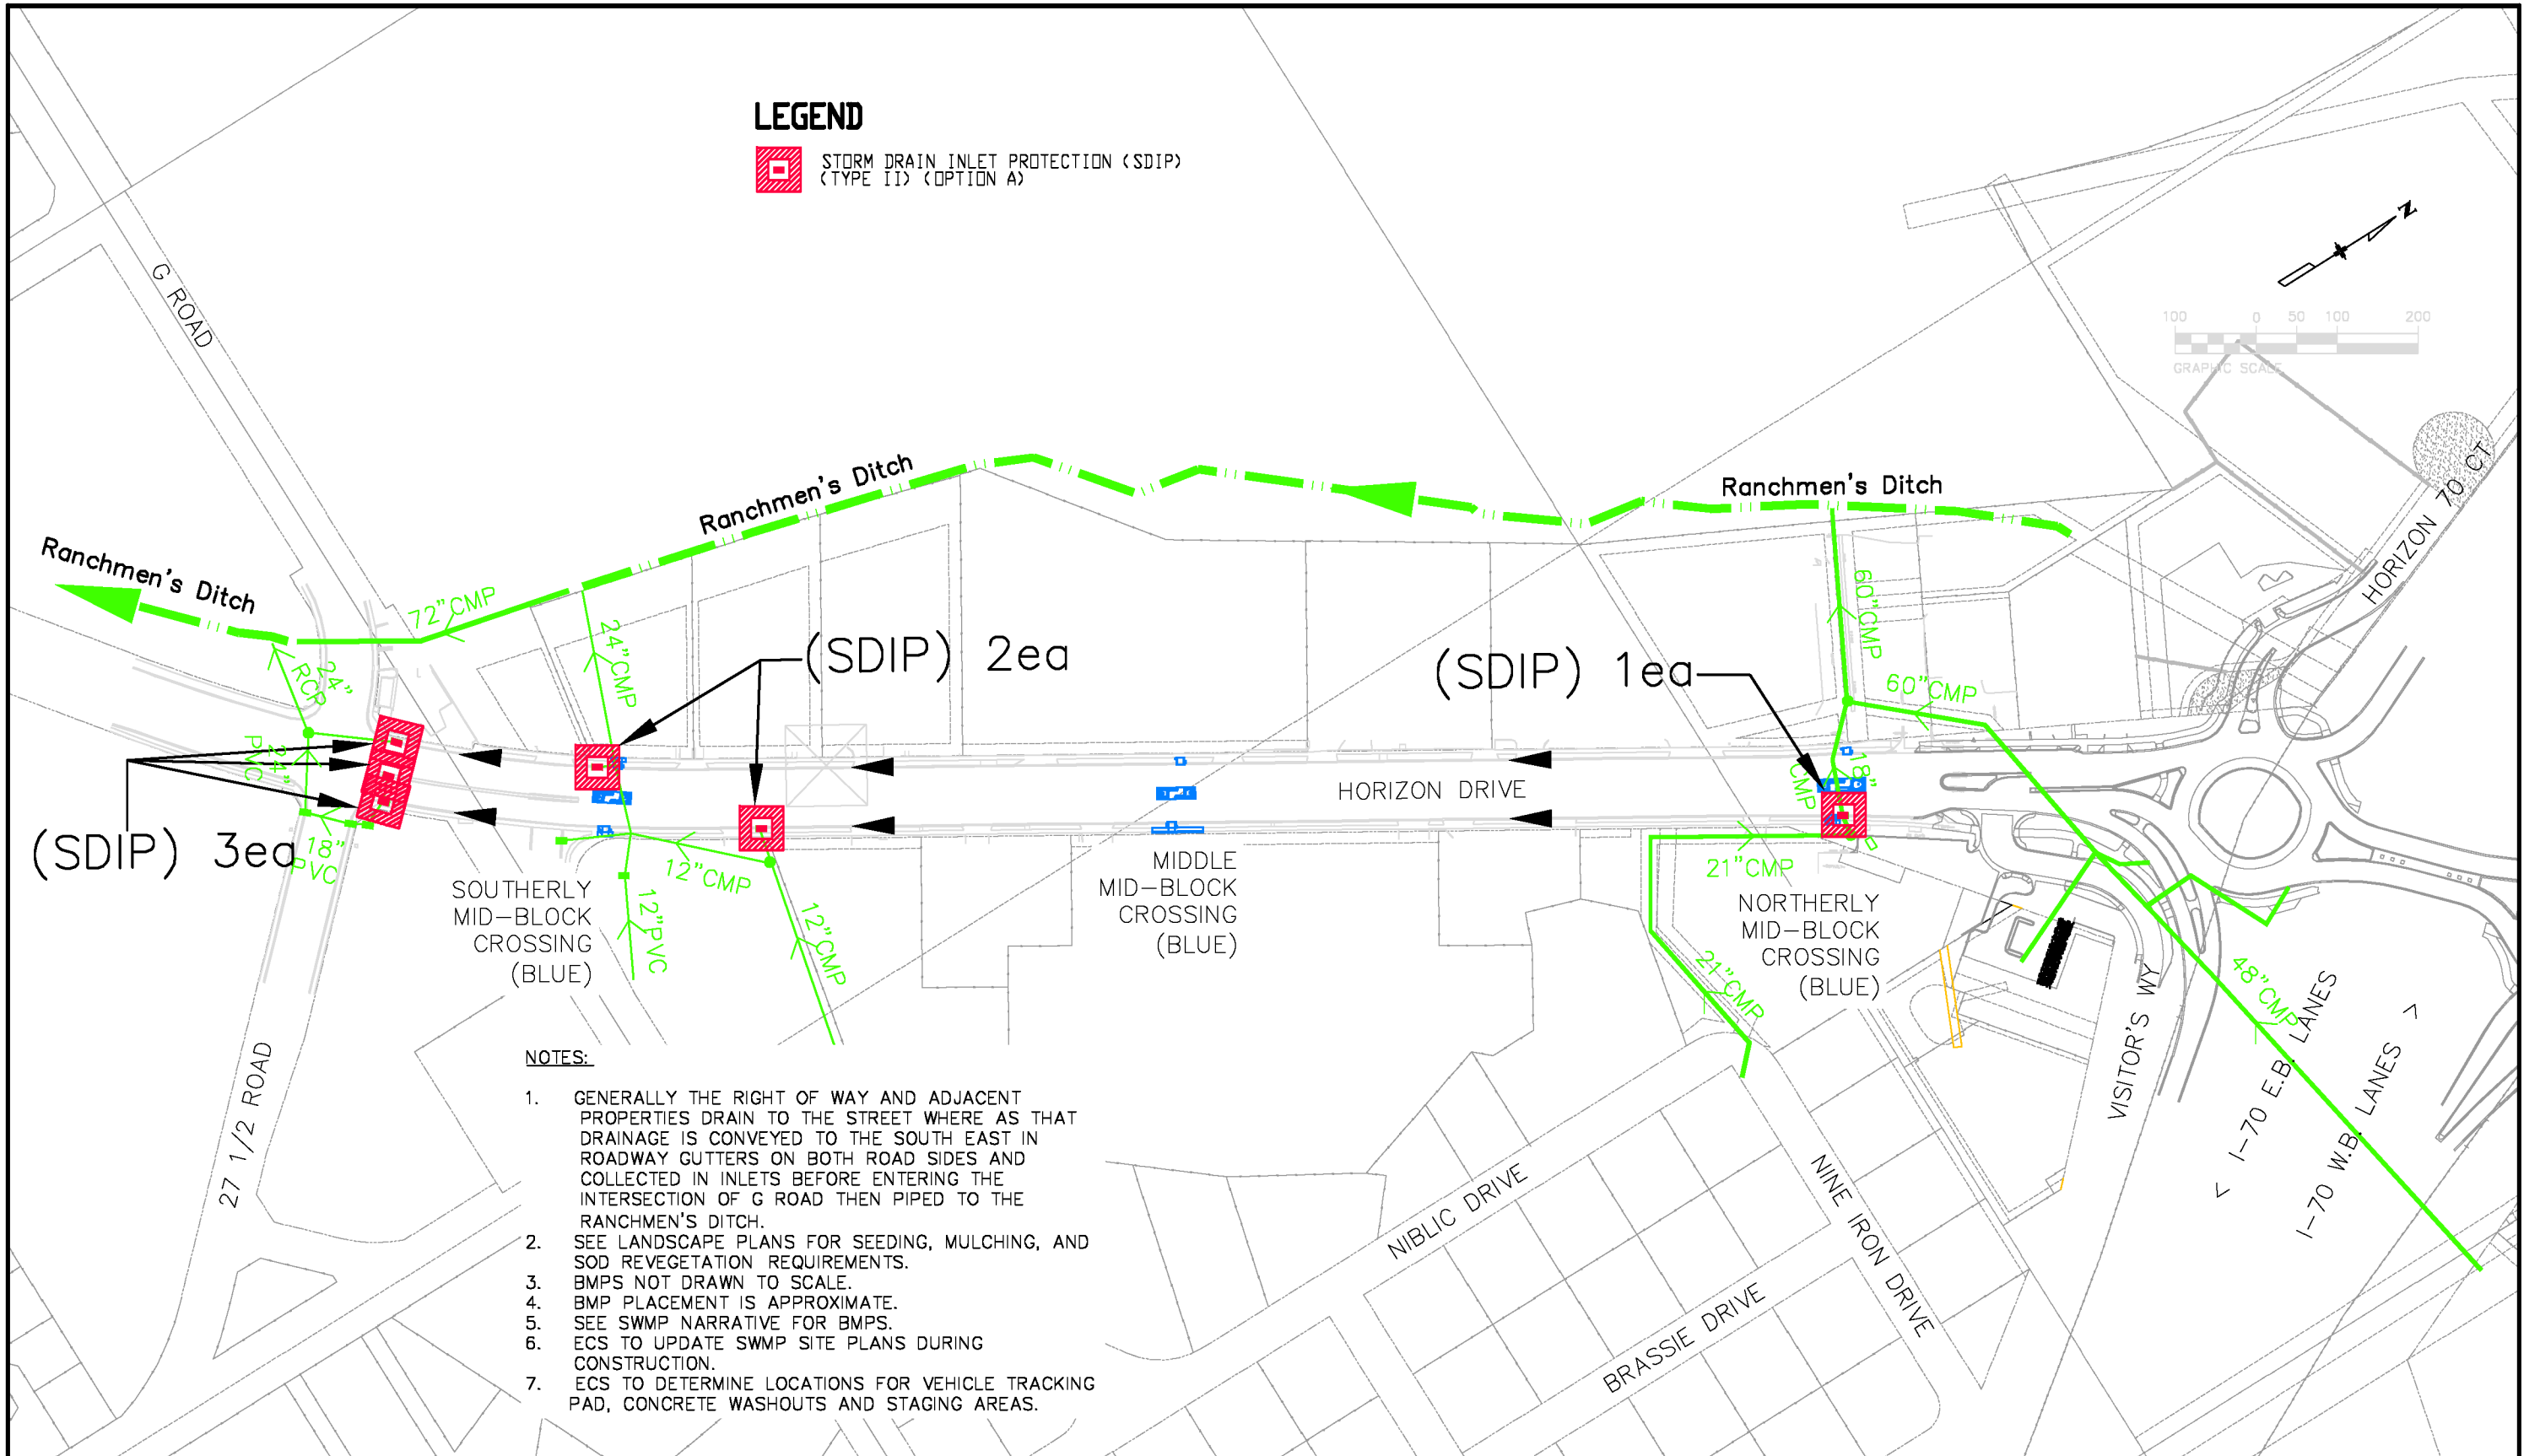 LEGEND
STORM DRAIN INLET PROTECTION (SDIP)
(TYPE II) (OPTION A)
G ROAD
N
100 0 50 100 200
GRAPHIC SCALE
HORIZON 70 CT
Ranchmen's Ditch
Ranchmen's Ditch
Ranchmen's Ditch
72"CMP
24"CMP
24"
RCP
24"
PVC
18"
PVC
(SDIP) 3ea
(SDIP) 2ea
(SDIP) 1ea
60"CMP
60"CMP
18"
CMP
HORIZON DRIVE
12"CMP
12"PVC
12"CMP
21"CMP
21"CMP
48"CMP
SOUTHERLY
MID-BLOCK
CROSSING
(BLUE)
MIDDLE
MID-BLOCK
CROSSING
(BLUE)
NORTHERLY
MID-BLOCK
CROSSING
(BLUE)
VISITOR'S WY
< I-70 E.B. LANES
I-70 W.B. LANES >
27 1/2 ROAD
NIBLIC DRIVE
NINE IRON DRIVE
BRASSIE DRIVE
NOTES:
1. GENERALLY THE RIGHT OF WAY AND ADJACENT
PROPERTIES DRAIN TO THE STREET WHERE AS THAT
DRAINAGE IS CONVEYED TO THE SOUTH EAST IN
ROADWAY GUTTERS ON BOTH ROAD SIDES AND
COLLECTED IN INLETS BEFORE ENTERING THE
INTERSECTION OF G ROAD THEN PIPED TO THE
RANCHMEN'S DITCH.
2. SEE LANDSCAPE PLANS FOR SEEDING, MULCHING, AND
SOD REVEGETATION REQUIREMENTS.
3. BMPS NOT DRAWN TO SCALE.
4. BMP PLACEMENT IS APPROXIMATE.
5. SEE SWMP NARRATIVE FOR BMPS.
6. ECS TO UPDATE SWMP SITE PLANS DURING
CONSTRUCTION.
7. ECS TO DETERMINE LOCATIONS FOR VEHICLE TRACKING
PAD, CONCRETE WASHOUTS AND STAGING AREAS.